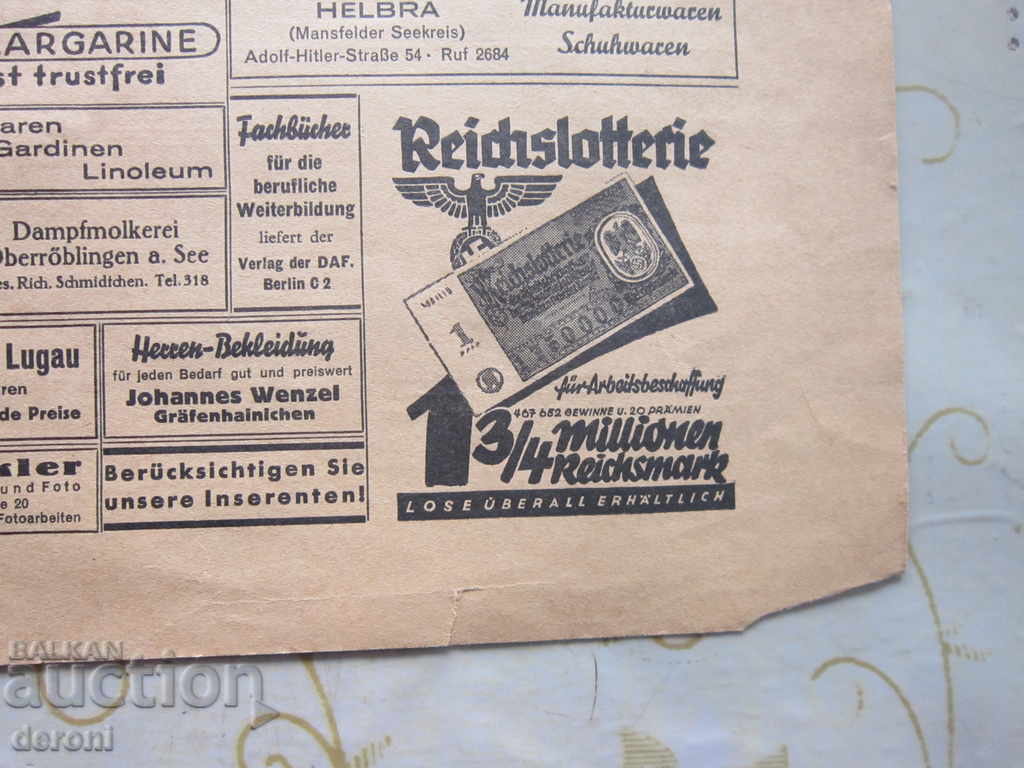 MARGARINE
st trustfrei
aren
Gardinen
Linoleum
Dampfmolkerei
Oberröblingen a. See
es. Rich. Schmidtchen. Tel. 318
Lugau
ren
de Preise
kler
und Foto
e 20
Fotoarbeiten
HELBRA
(Mansfelder Seekreis)
Adolf-Hitler-Straße 54 · Ruf 2684
Manufakturwaren
Schuhwaren
Fachbücher
für die
berufliche
Weiterbildung
liefert der
Verlag der DAF.
Berlin C 2
Herren-Bekleidung
für jeden Bedarf gut und preiswert
Johannes Wenzel
Gräfenhainichen
Berücksichtigen Sie
unsere Inserenten!
Reichslotterie
Reichslotterie
1
für Arbeitsbeschaffung
467 652 GEWINNE U. 20 PRÄMIEN
1 3/4 Millionen
Reichsmark
LOSE ÜBERALL ERHÄLTLICH
BALKAN
auction
deroni